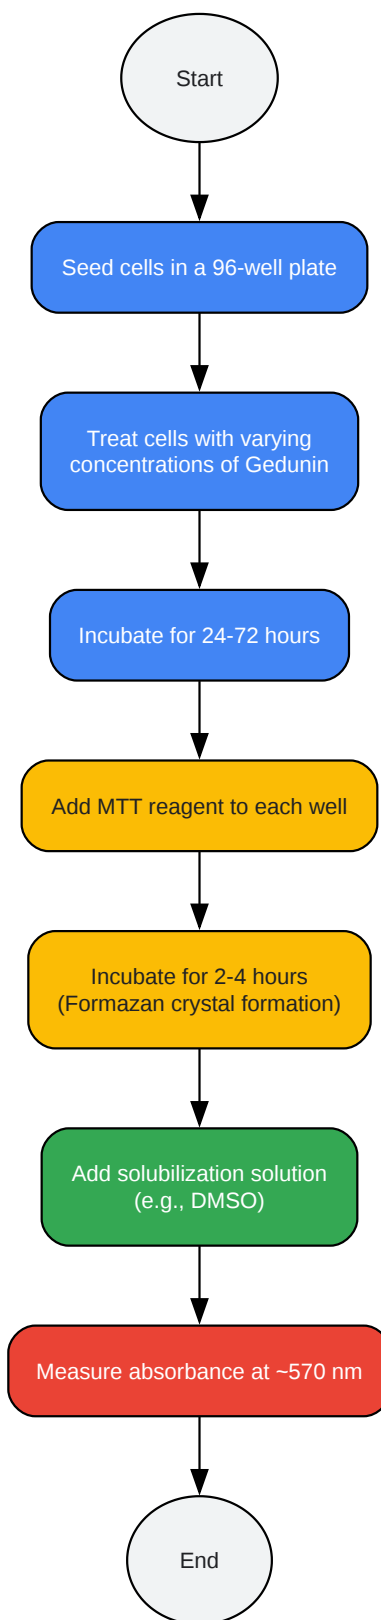 Start
Seed cells in a 96-well plate
Treat cells with varying
concentrations of Gedunin
Incubate for 24-72 hours
Add MTT reagent to each well
Incubate for 2-4 hours
(Formazan crystal formation)
Add solubilization solution
(e.g., DMSO)
Measure absorbance at ~570 nm
End